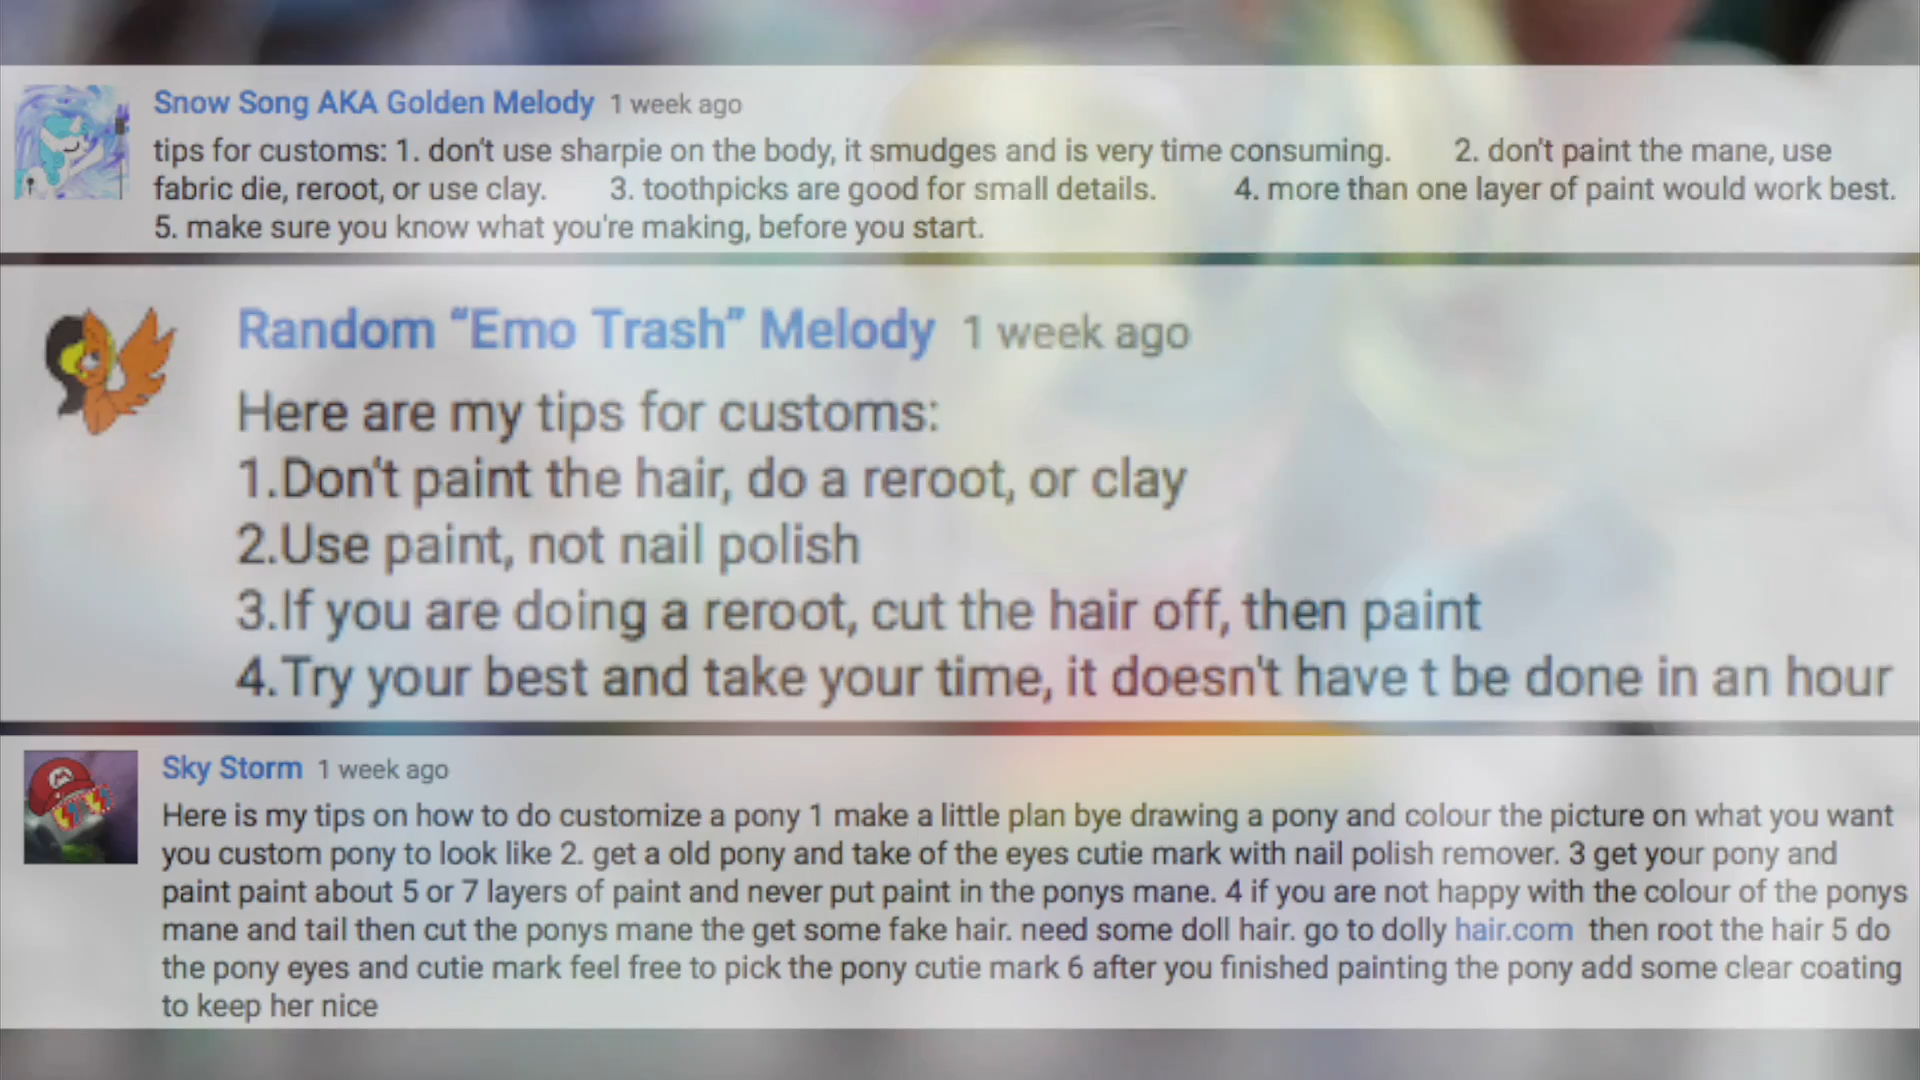 Snow Song AKA Golden Melody 1 week ago
tips for customs: 1. don't use sharpie on the body, it smudges and is very time consuming. 2. don't paint the mane, use
fabric die, reroot, or use clay. 3. toothpicks are good for small details. 4. more than one layer of paint would work best.
5. make sure you know what you're making, before you start.
Random “Emo Trash” Melody 1 week ago
Here are my tips for customs:
1.Don't paint the hair, do a reroot, or clay
2.Use paint, not nail polish
3.If you are doing a reroot, cut the hair off, then paint
4.Try your best and take your time, it doesn't have t be done in an hour
Sky Storm 1 week ago
Here is my tips on how to do customize a pony 1 make a little plan bye drawing a pony and colour the picture on what you want
you custom pony to look like 2. get a old pony and take of the eyes cutie mark with nail polish remover. 3 get your pony and
paint paint about 5 or 7 layers of paint and never put paint in the ponys mane. 4 if you are not happy with the colour of the ponys
mane and tail then cut the ponys mane the get some fake hair. need some doll hair. go to dolly hair.com then root the hair 5 do
the pony eyes and cutie mark feel free to pick the pony cutie mark 6 after you finished painting the pony add some clear coating
to keep her nice